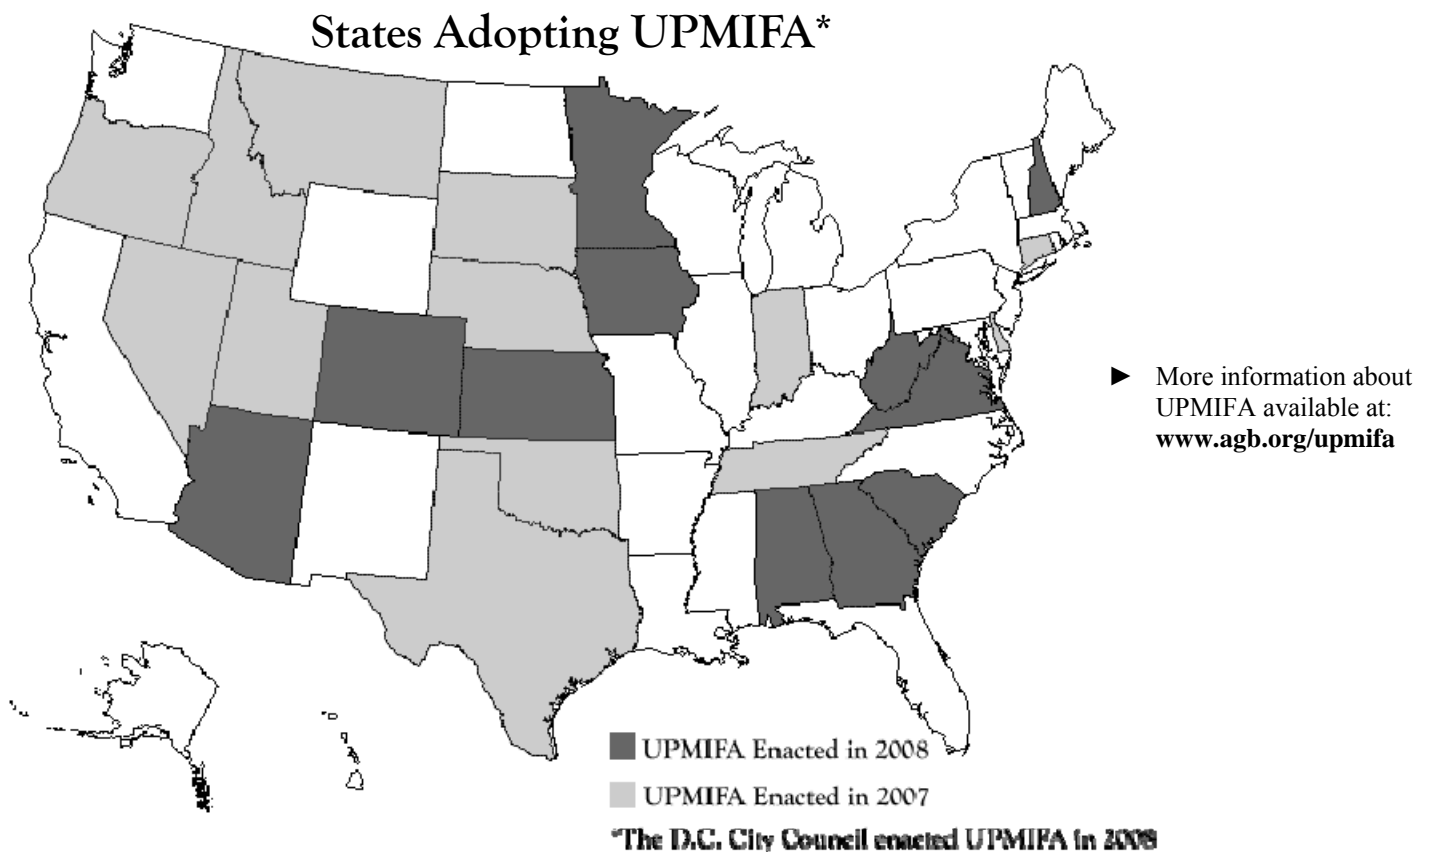 States Adopting UPMIFA*
► More information about
UPMIFA available at:
www.agb.org/upmifa
UPMIFA Enacted in 2008
UPMIFA Enacted in 2007
*The D.C. City Council enacted UPMIFA in 2008